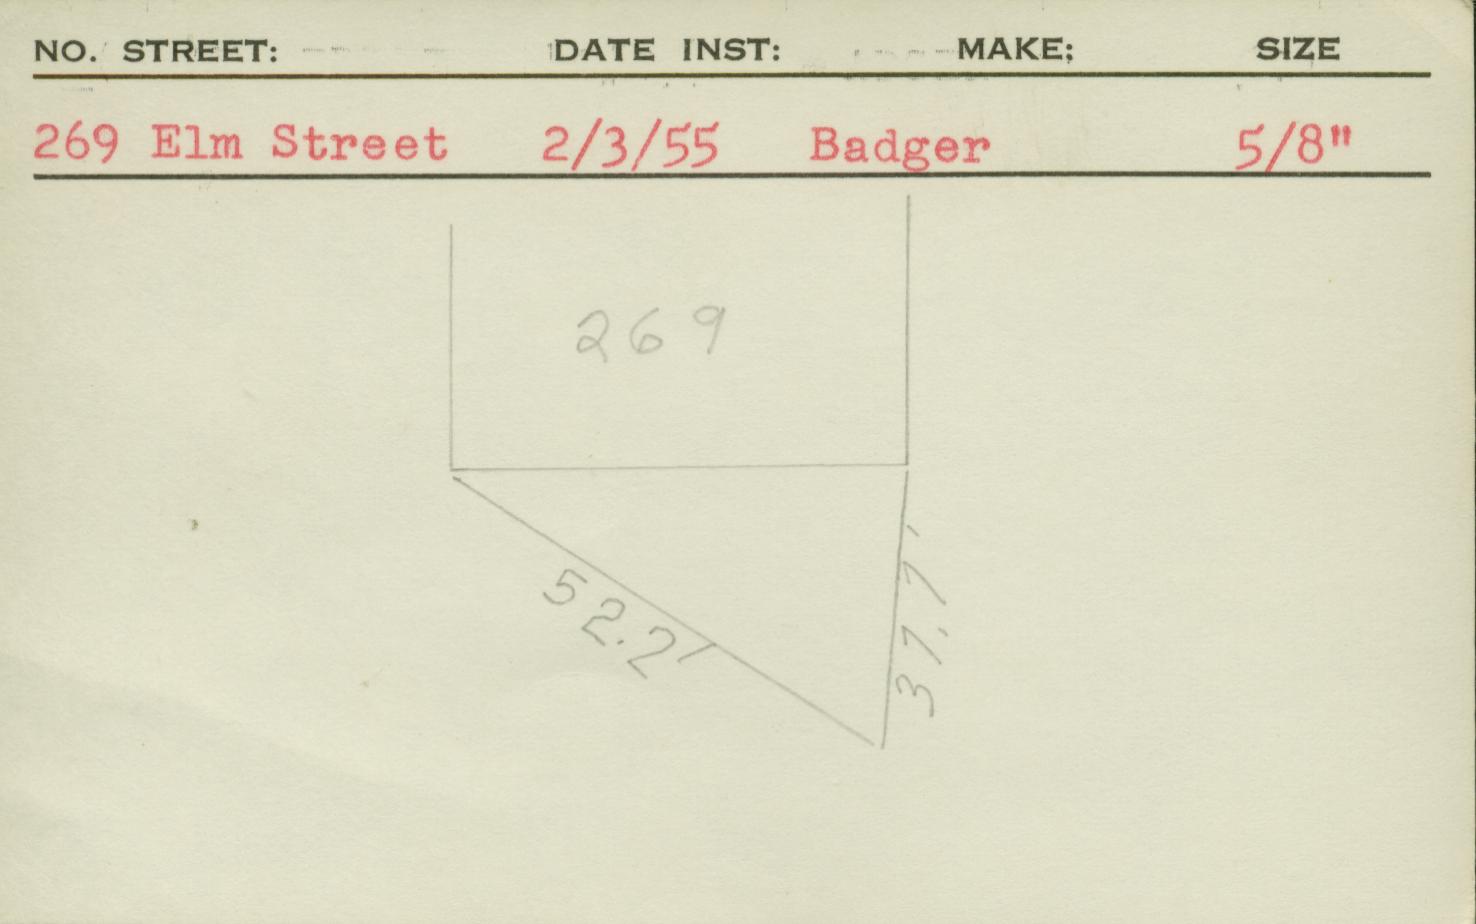 NO. STREET: DATE INST: MAKE; SIZE
269 Elm Street 2/3/55 Badger 5/8"
269
52.2'
37.7'